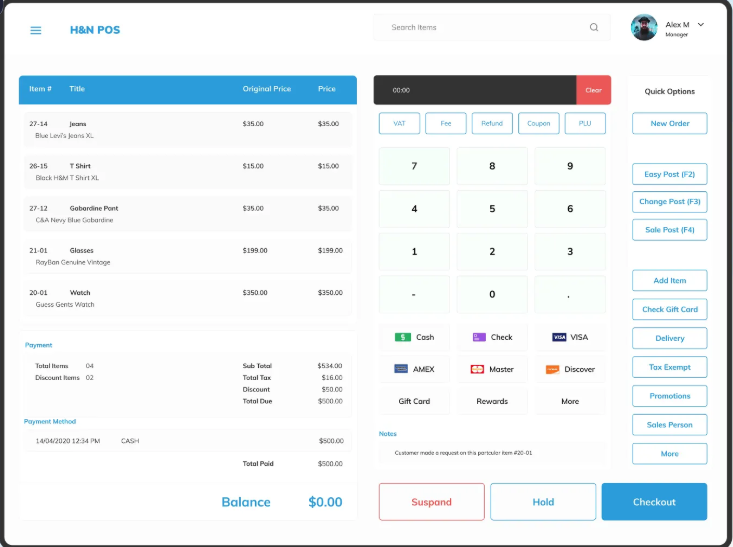 H&N POS
Search Items
Alex M
Manager
Item # Title Original Price Price
27-14 Jeans $35.00 $35.00
Blue Levi's Jeans XL
26-15 T Shirt $15.00 $15.00
Black H&M T Shirt XL
27-12 Gabardine Pant $35.00 $35.00
C&A Nevy Blue Gabardine
21-01 Glasses $199.00 $199.00
RayBan Genuine Vintage
20-01 Watch $350.00 $350.00
Guess Gents Watch
Payment
Total Items 04 Sub Total $534.00
Discount Items 02 Total Tax $16.00
Discount $50.00
Total Due $500.00
Payment Method
14/04/2020 12:34 PM CASH $500.00
Total Paid $500.00
Balance $0.00
00:00 Clear
VAT Fee Refund Coupon PLU
7 8 9
4 5 6
1 2 3
- 0 .
$ Cash Check VISA VISA
AMEX Master Discover
Gift Card Rewards More
Notes
Customer made a request on this particular item #20-01
Suspand Hold Checkout
Quick Options
New Order
Easy Post (F2)
Change Post (F3)
Sale Post (F4)
Add Item
Check Gift Card
Delivery
Tax Exempt
Promotions
Sales Person
More